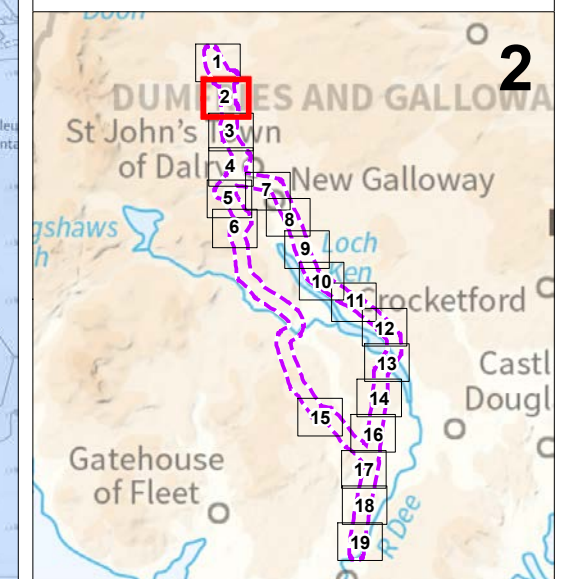 Doon
2
1
2
DUMFRIES AND GALLOWA
3
St John's Town
of Dalry
4
New Galloway
7
5
8
6
gshaws
h
9
Loch
Ken
10
11
Crocketford
12
13
Castl
Dougl
14
15
16
Gatehouse
of Fleet
17
18
R Dee
19